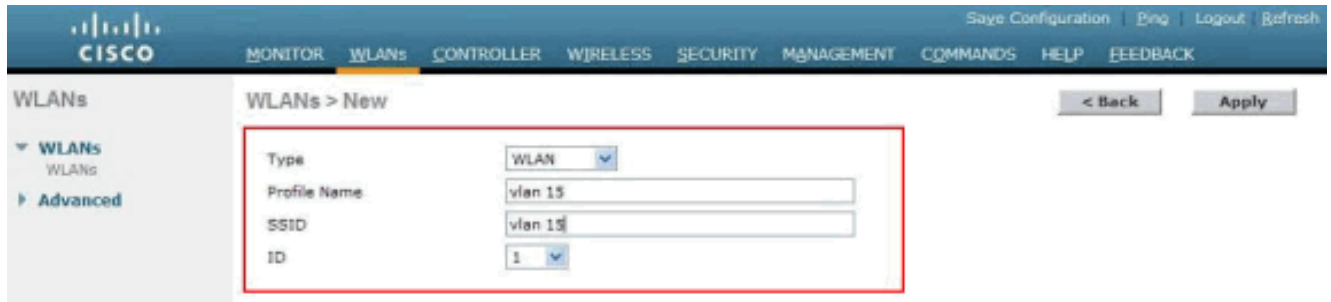 Save Configuration Ping Logout Refresh
CISCO
MONITOR WLANs CONTROLLER WIRELESS SECURITY MANAGEMENT COMMANDS HELP FEEDBACK
WLANs
WLANs > New
< Back Apply
WLANs
WLANs
Advanced
Type WLAN
Profile Name vlan 15
SSID vlan 15
ID 1